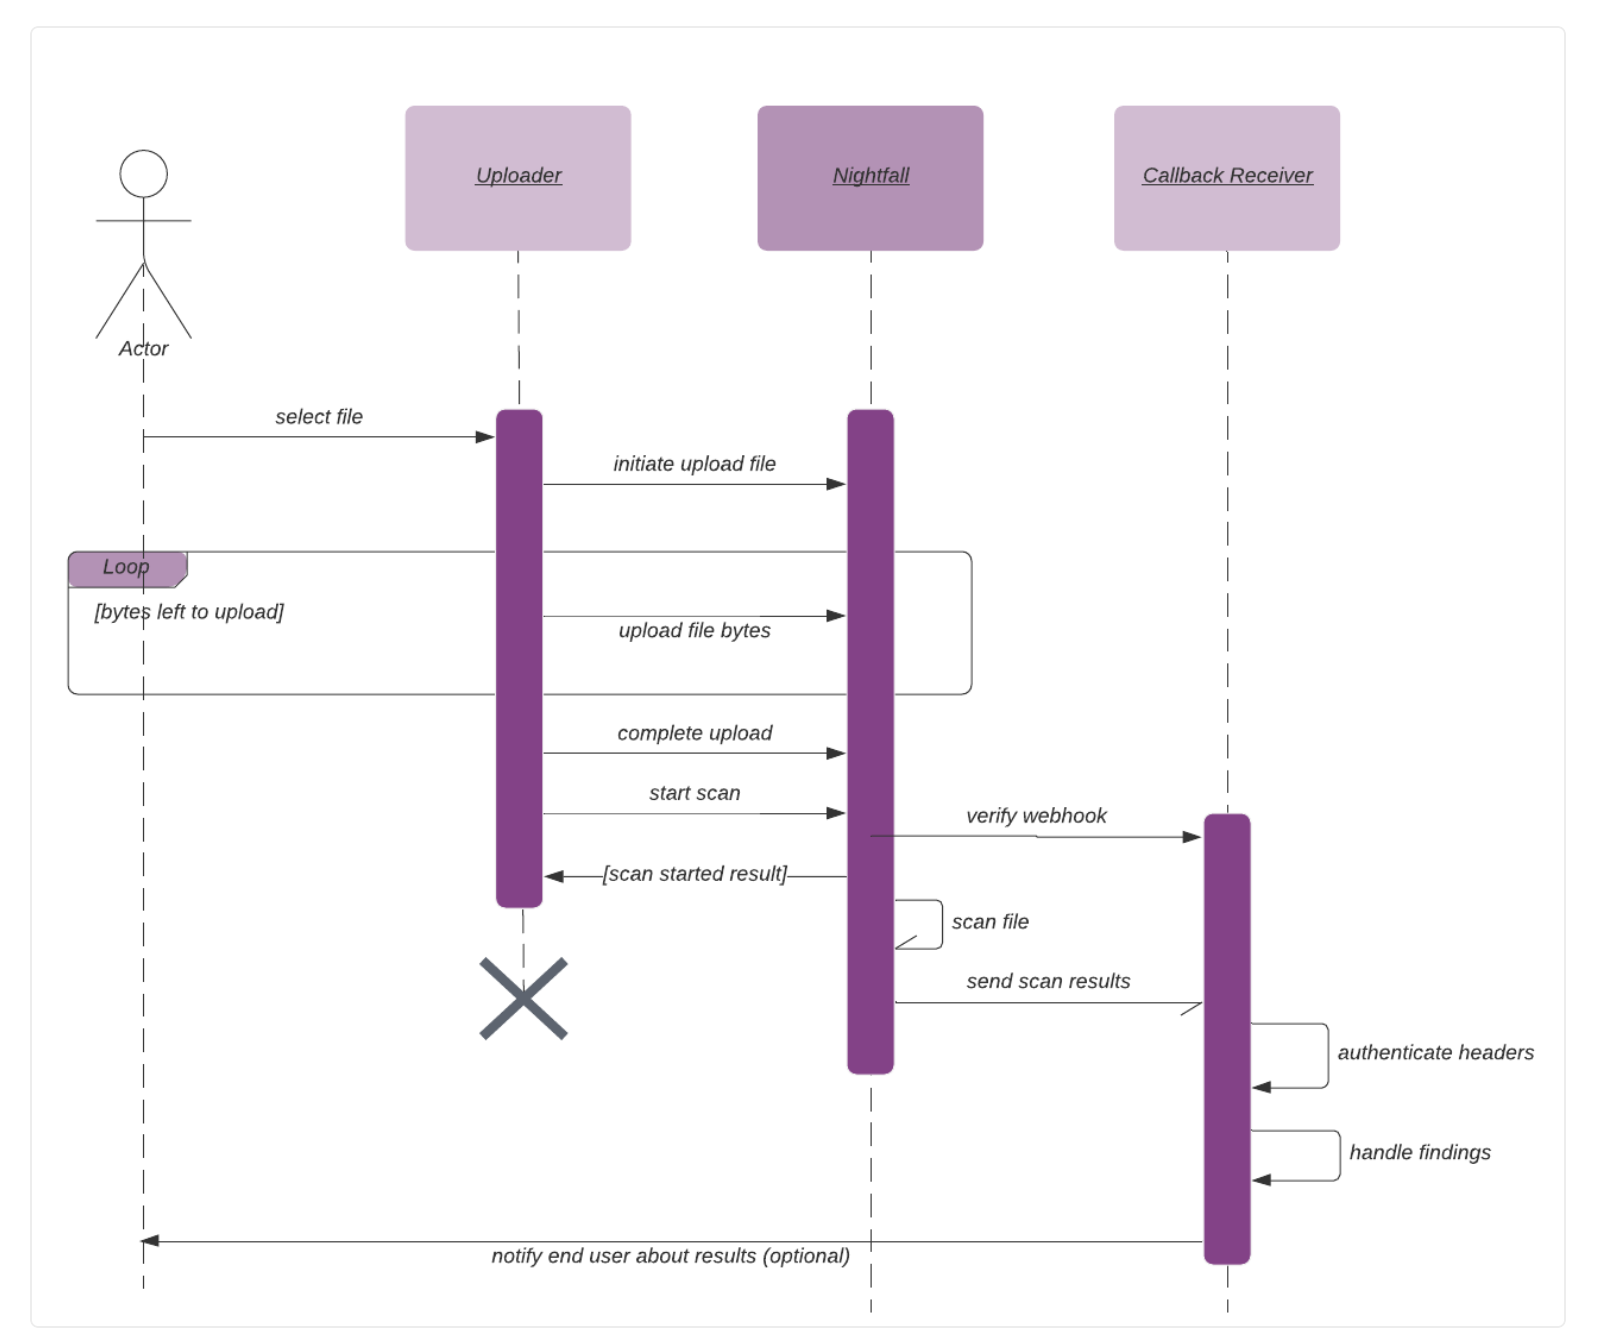 Uploader
Nightfall
Callback Receiver
Actor
select file
initiate upload file
Loop
[bytes left to upload]
upload file bytes
complete upload
start scan
verify webhook
[scan started result]
scan file
send scan results
authenticate headers
handle findings
notify end user about results (optional)